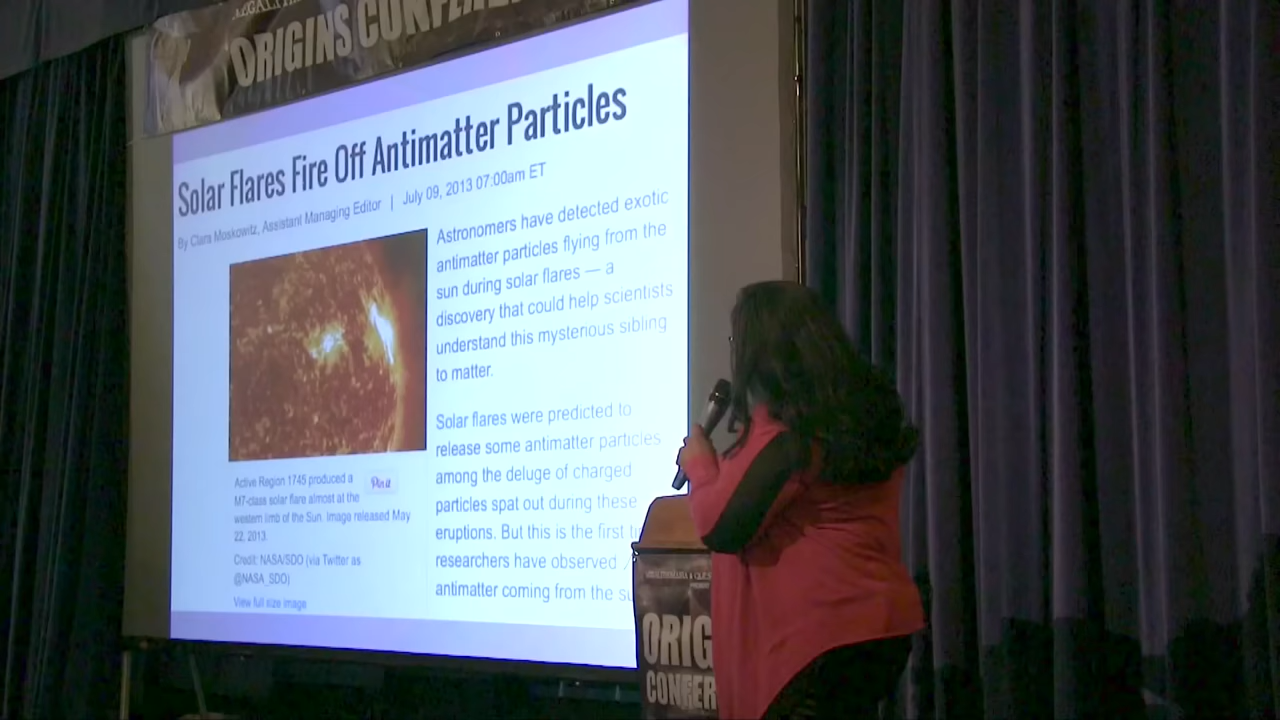 ORIGINS
Solar Flares Fire Off Antimatter Particles
By Clara Moskowitz, Assistant Managing Editor | July 09, 2013 07:00am ET
Astronomers have detected exotic
antimatter particles flying from the
sun during solar flares — a
discovery that could help scientists
understand this mysterious sibling
to matter.
Solar flares were predicted to
release some antimatter particles
among the deluge of charged
particles spat out during these
eruptions. But this is the first
researchers have observed
antimatter coming from the
Active Region 1745 produced a
M7-class solar flare almost at the
western limb of the Sun. Image released May
22, 2013.
Credit: NASA/SDO (via Twitter as
@NASA_SDO)
View full size image
Pin it
ORIG
CONFER